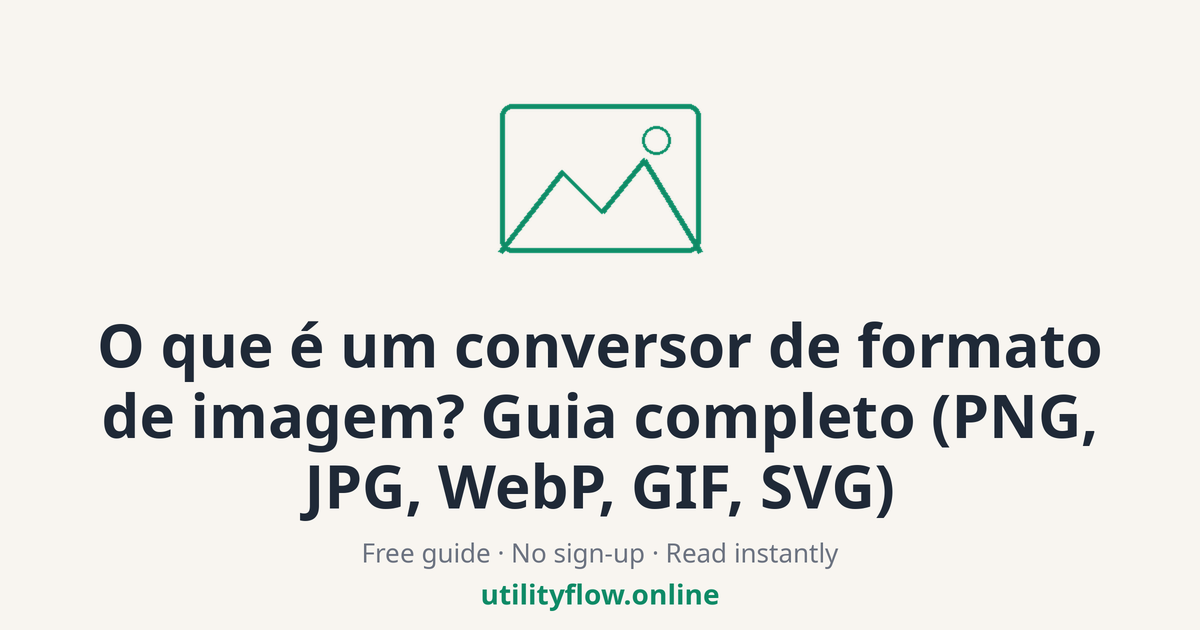 O que é um conversor de formato
de imagem? Guia completo (PNG,
JPG, WebP, GIF, SVG)
Free guide · No sign-up · Read instantly
utilityflow.online